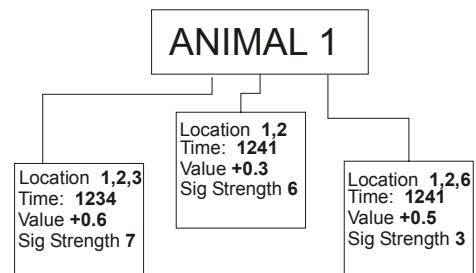 ANIMAL 1
Location 1,2,3
Time: 1234
Value +0.6
Sig Strength 7
Location 1,2
Time: 1241
Value +0.3
Sig Strength 6
Location 1,2,6
Time: 1241
Value +0.5
Sig Strength 3